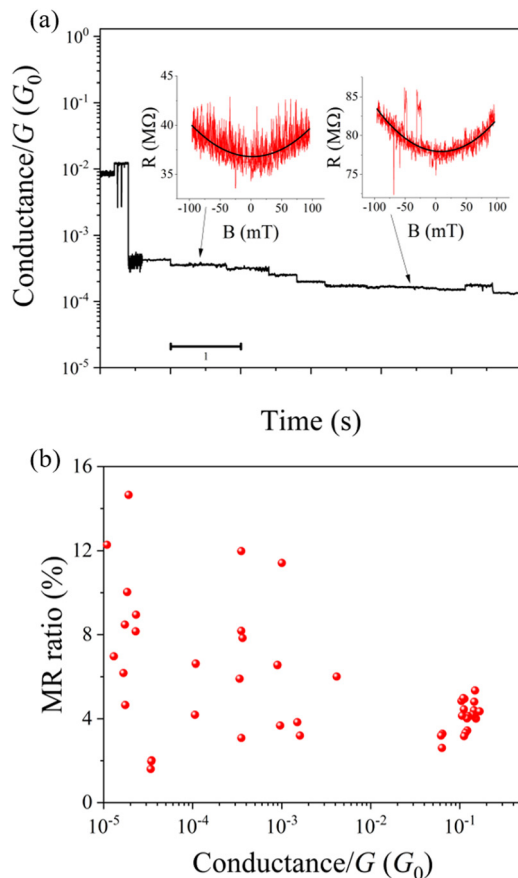 (a)
10⁰
10⁻¹
10⁻²
10⁻³
10⁻⁴
10⁻⁵
Conductance/G (G₀)
45
40
35
R (MΩ)
-100 -50 0 50 100
B (mT)
85
80
75
R (MΩ)
-100 -50 0 50 100
B (mT)
1
Time (s)
(b)
16
12
8
4
0
MR ratio (%)
10⁻⁵ 10⁻⁴ 10⁻³ 10⁻² 10⁻¹
Conductance/G (G₀)